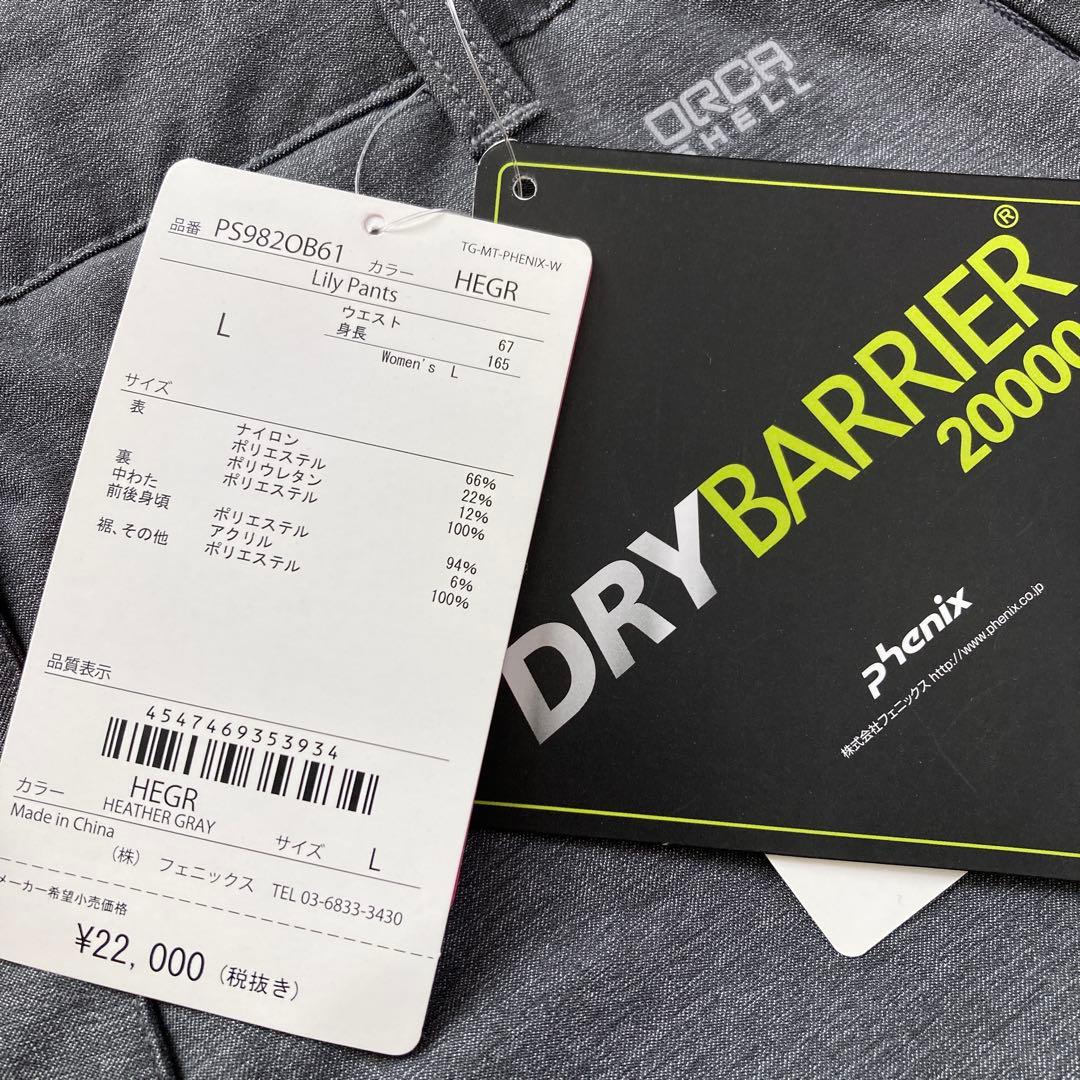 ORCA
SHELL
品番 PS982OB61 カラー HEGR
TG-MT-PHENIX-W
Lily Pants
L
ウエスト 67
身長 165
Women's L
サイズ
表 ナイロン 66%
ポリエステル 22%
ポリウレタン 12%
裏 ポリエステル 100%
中わた
前後身頃 ポリエステル 94%
アクリル 6%
裾、その他 ポリエステル 100%
品質表示
4547469353934
HEGR
カラー HEATHER GRAY サイズ L
Made in China
(株) フェニックス TEL 03-6833-3430
メーカー希望小売価格
¥22,000 (税抜き)
DRYBARRIER®
20000
phenix
株式会社フェニックス http://www.phenix.co.jp